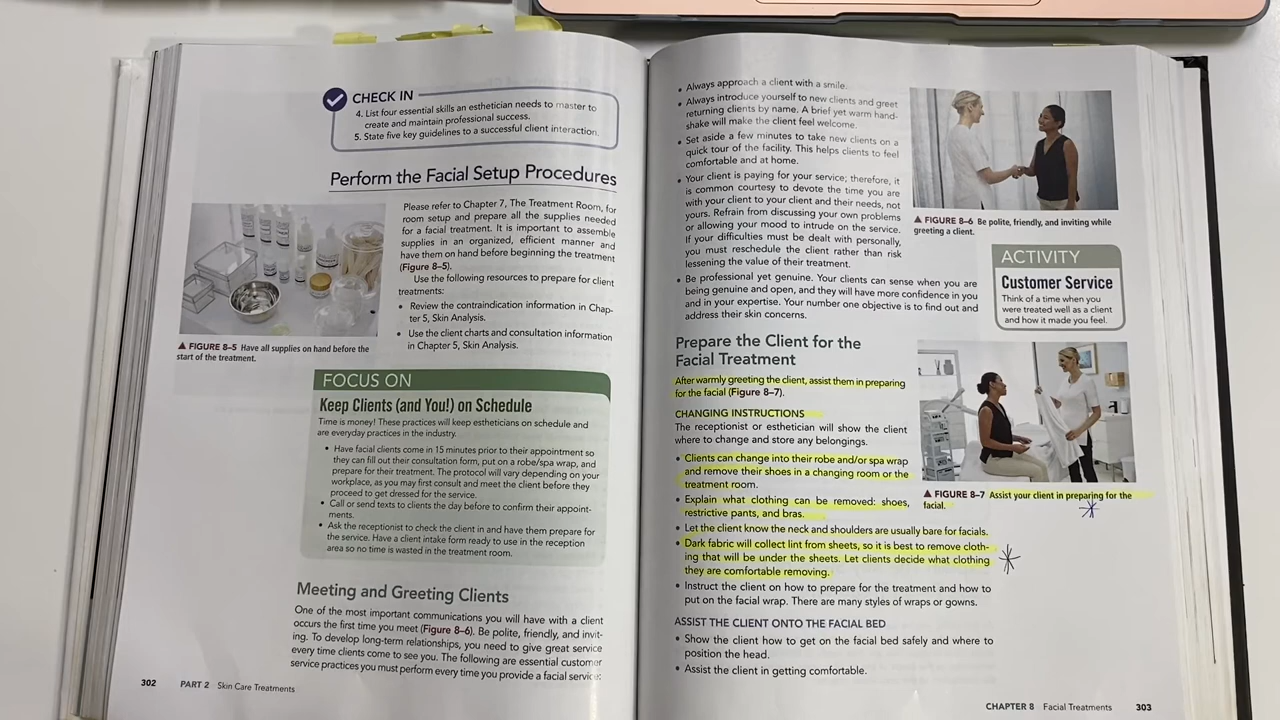 CHECK IN
4. List four essential skills an esthetician needs to master to
create and maintain professional success.
5. State five key guidelines to a successful client interaction.
Perform the Facial Setup Procedures
Please refer to Chapter 7, The Treatment Room, for
room setup and prepare all the supplies needed
for a facial treatment. It is important to assemble
supplies in an organized, efficient manner and
have them on hand before beginning the treatment
(Figure 8–5).
Use the following resources to prepare for client
treatments:
• Review the contraindication information in Chap-
ter 5, Skin Analysis.
• Use the client charts and consultation information
in Chapter 5, Skin Analysis.
▲ FIGURE 8–5 Have all supplies on hand before the
start of the treatment.
FOCUS ON
Keep Clients (and You!) on Schedule
Time is money! These practices will keep estheticians on schedule and
are everyday practices in the industry.
• Have facial clients come in 15 minutes prior to their appointment so
they can fill out their consultation form, put on a robe/spa wrap, and
prepare for their treatment. The protocol will vary depending on your
workplace, as you may first consult and meet the client before they
proceed to get dressed for the service.
• Call or send texts to clients the day before to confirm their appoint-
ments.
• Ask the receptionist to check the client in and have them prepare for
the service. Have a client intake form ready to use in the reception
area so no time is wasted in the treatment room.
Meeting and Greeting Clients
One of the most important communications you will have with a client
occurs the first time you meet (Figure 8–6). Be polite, friendly, and invit-
ing. To develop long-term relationships, you need to give great service
every time clients come to see you. The following are essential customer
service practices you must perform every time you provide a facial service:
302 PART 2 Skin Care Treatments
• Always approach a client with a smile.
• Always introduce yourself to new clients and greet
returning clients by name. A brief yet warm hand-
shake will make the client feel welcome.
• Set aside a few minutes to take new clients on a
quick tour of the facility. This helps clients to feel
comfortable and at home.
• Your client is paying for your service; therefore, it
is common courtesy to devote the time you are
with your client to your client and their needs, not
yours. Refrain from discussing your own problems
or allowing your mood to intrude on the service.
If your difficulties must be dealt with personally,
you must reschedule the client rather than risk
lessening the value of their treatment.
• Be professional yet genuine. Your clients can sense when you are
being genuine and open, and they will have more confidence in you
and in your expertise. Your number one objective is to find out and
address their skin concerns.
▲ FIGURE 8–6 Be polite, friendly, and inviting while
greeting a client.
ACTIVITY
Customer Service
Think of a time when you
were treated well as a client
and how it made you feel.
Prepare the Client for the
Facial Treatment
After warmly greeting the client, assist them in preparing
for the facial (Figure 8–7).
CHANGING INSTRUCTIONS
The receptionist or esthetician will show the client
where to change and store any belongings.
• Clients can change into their robe and/or spa wrap
and remove their shoes in a changing room or the
treatment room.
• Explain what clothing can be removed: shoes,
restrictive pants, and bras.
• Let the client know the neck and shoulders are usually bare for facials.
• Dark fabric will collect lint from sheets, so it is best to remove cloth-
ing that will be under the sheets. Let clients decide what clothing
they are comfortable removing.
• Instruct the client on how to prepare for the treatment and how to
put on the facial wrap. There are many styles of wraps or gowns.
▲ FIGURE 8–7 Assist your client in preparing for the
facial.
ASSIST THE CLIENT ONTO THE FACIAL BED
• Show the client how to get on the facial bed safely and where to
position the head.
• Assist the client in getting comfortable.
CHAPTER 8 Facial Treatments 303